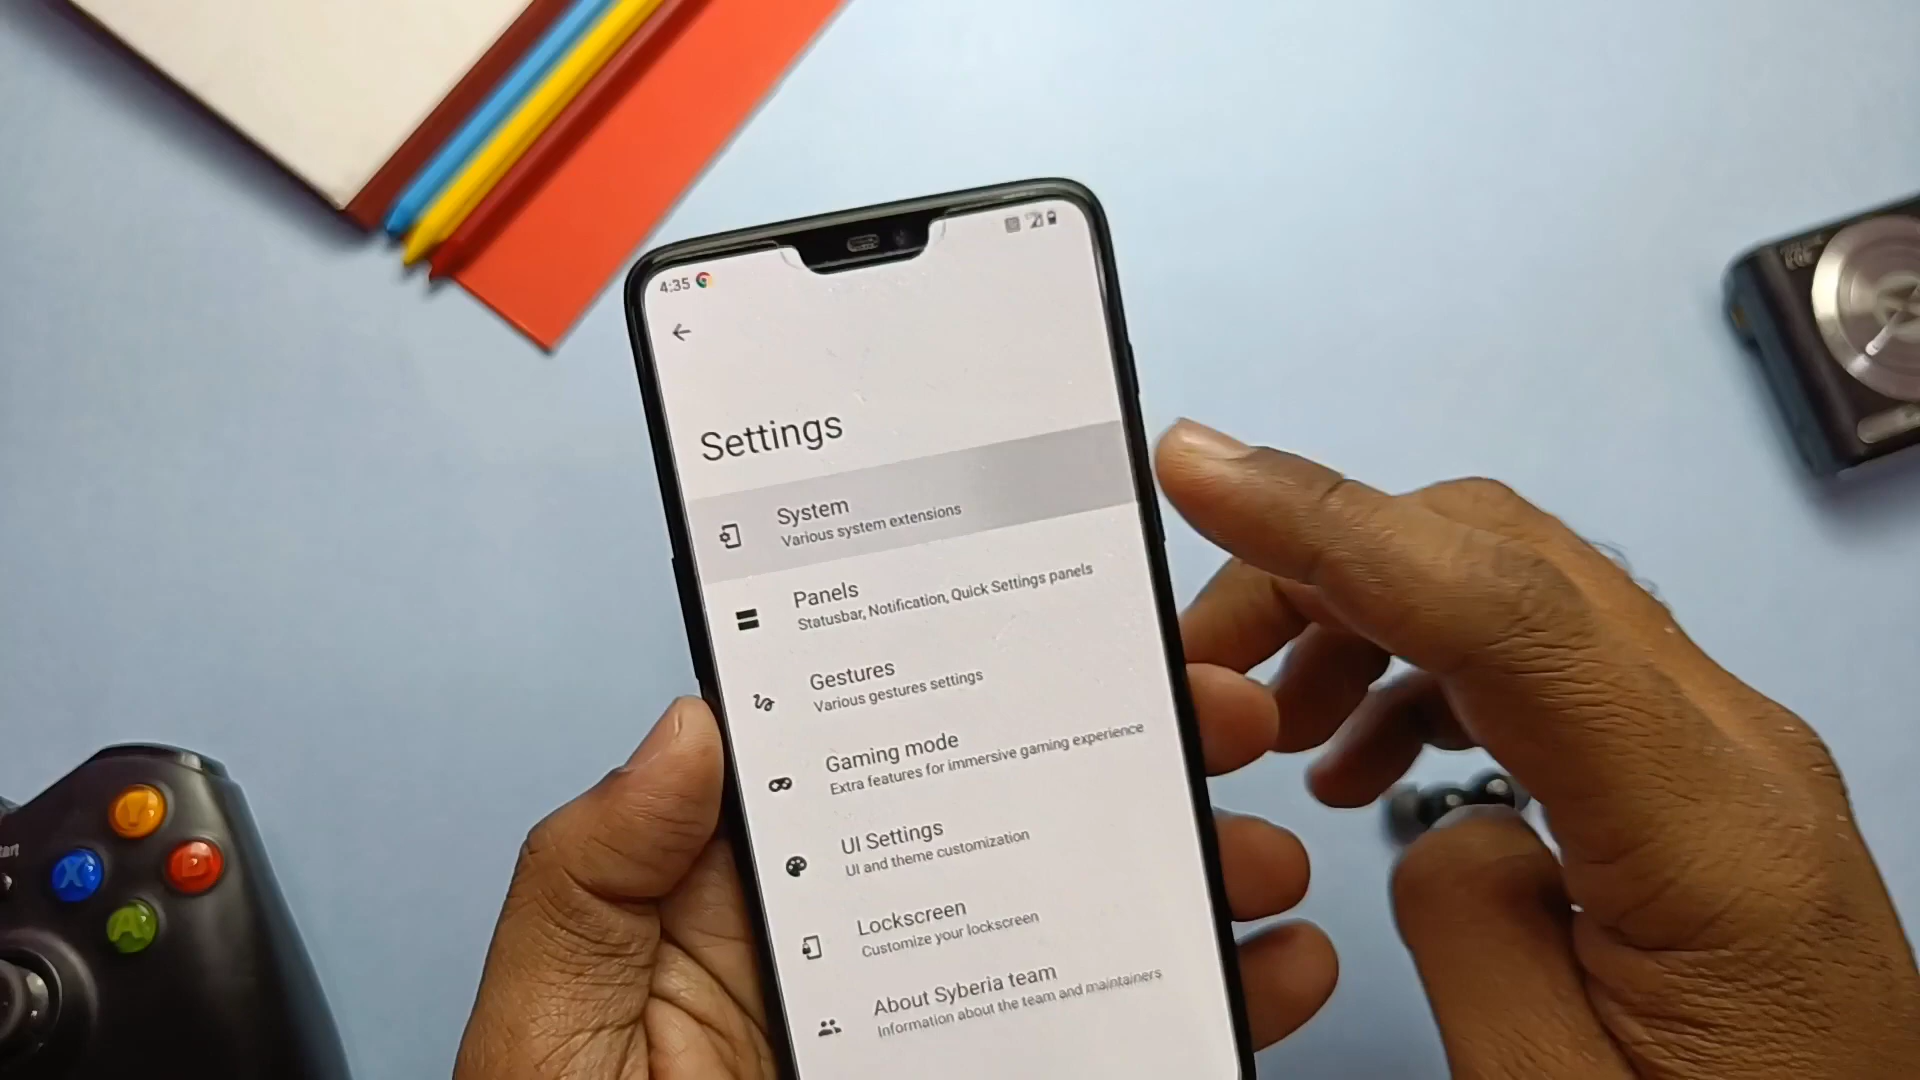 4:35
Settings
System
Various system extensions
Panels
Statusbar, Notification, Quick Settings panels
Gestures
Various gestures settings
Gaming mode
Extra features for immersive gaming experience
UI Settings
UI and theme customization
Lockscreen
Customize your lockscreen
About Syberia team
Information about the team and maintainers
Y
X
B
A